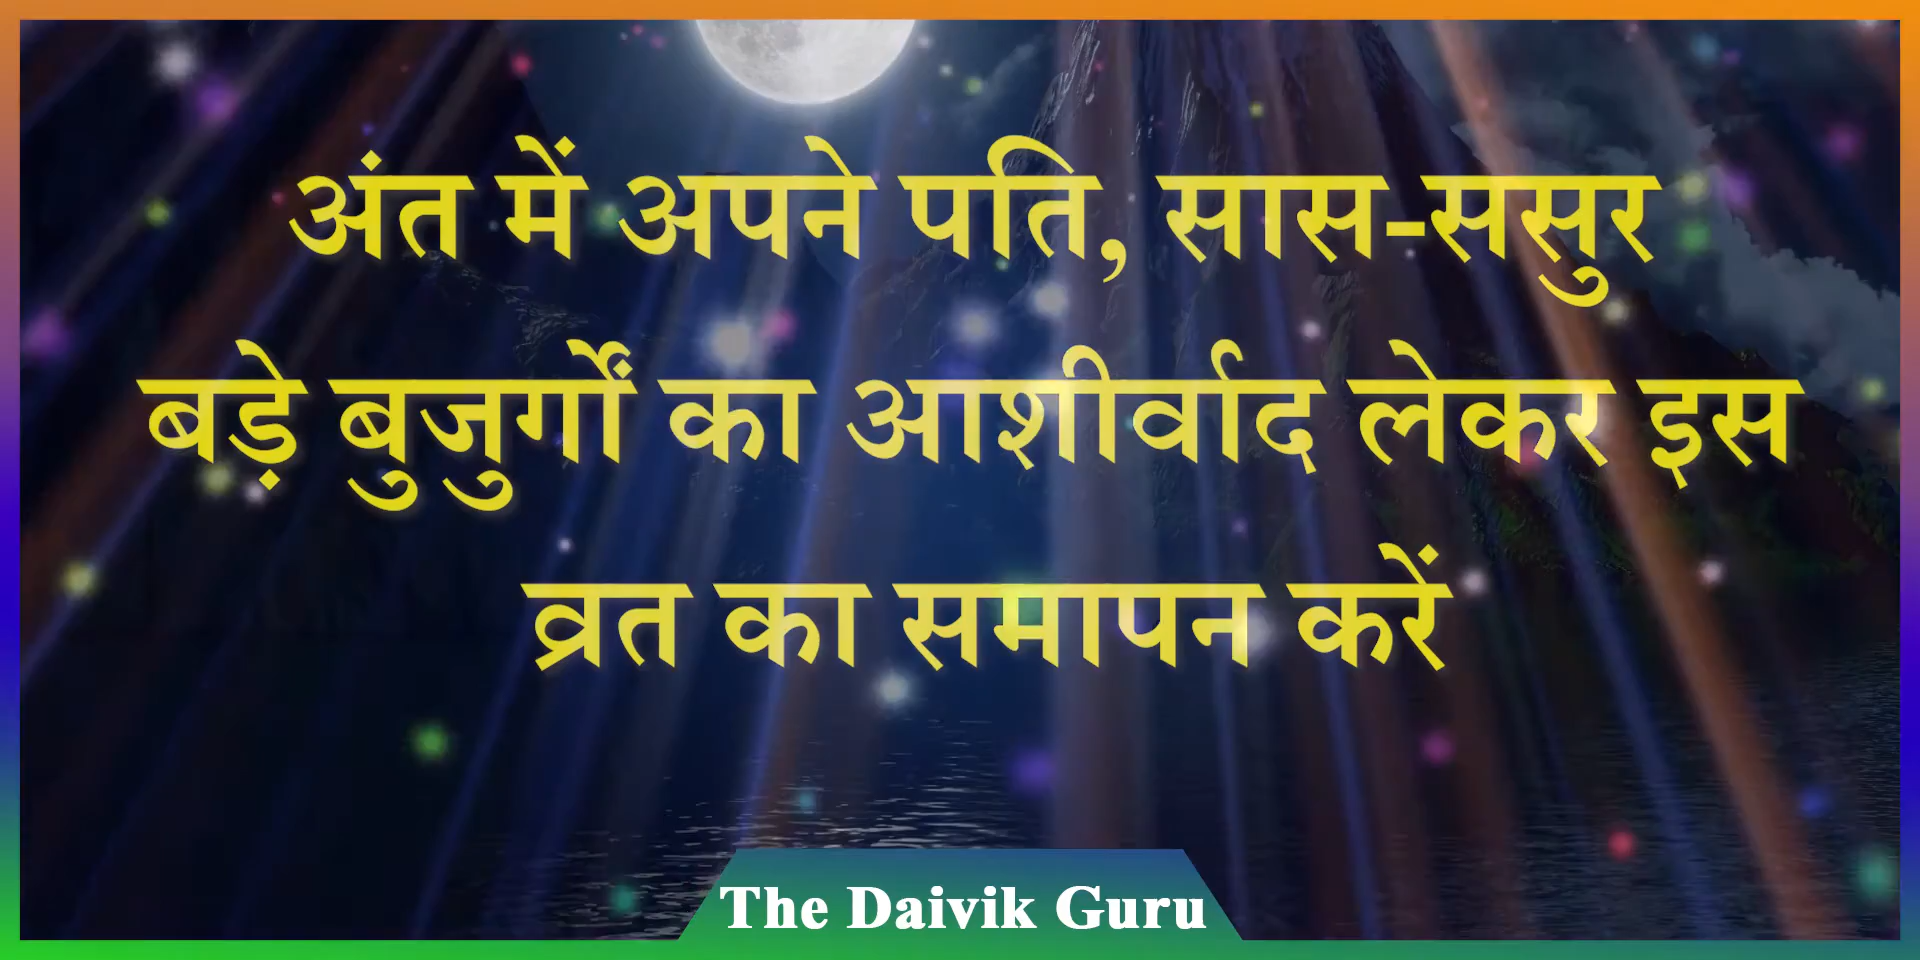 अंत में अपने पति, सास-ससुर
बड़े बुजुर्गों का आशीर्वाद लेकर इस
व्रत का समापन करें
The Daivik Guru